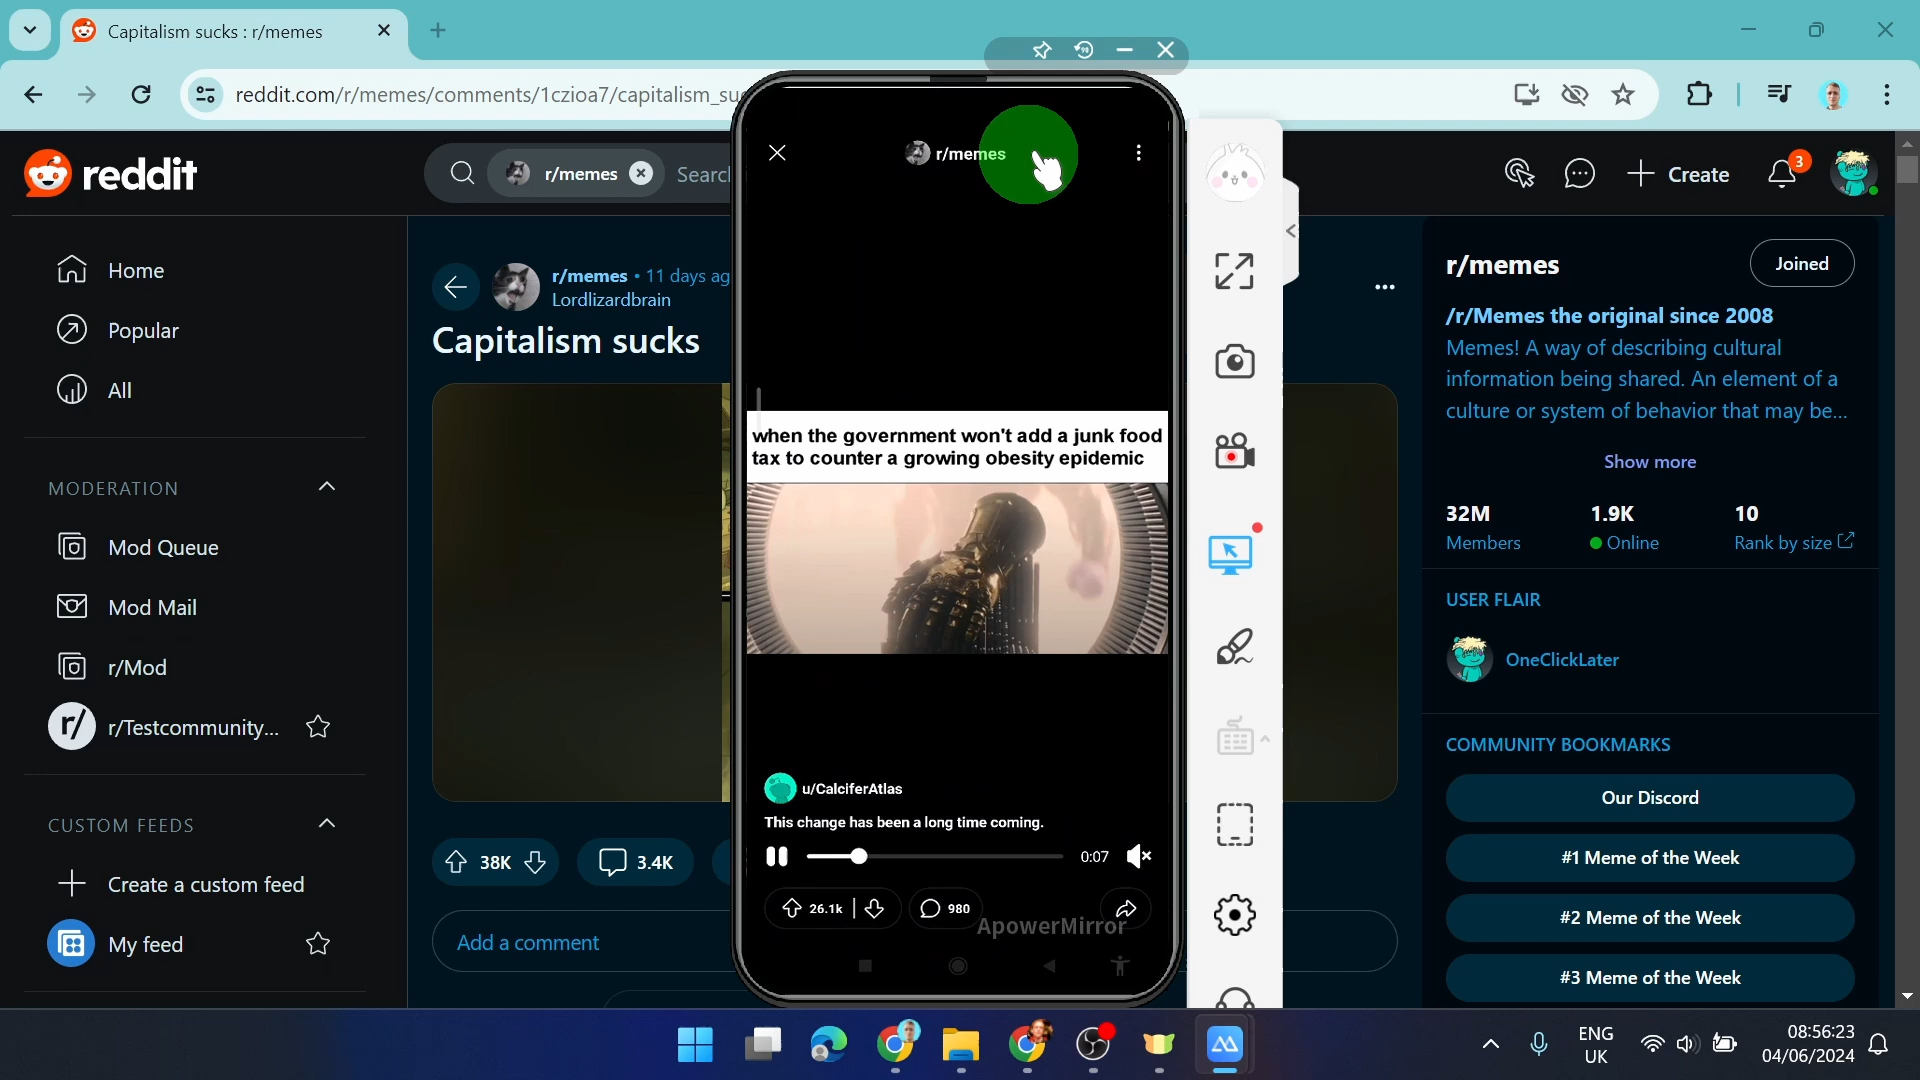 Capitalism sucks : r/memes
reddit.com/r/memes/comments/1czioa7/capitalism_su
reddit
r/memes
Searc
Create
3
Home
Popular
All
MODERATION
Mod Queue
Mod Mail
r/Mod
r/
r/Testcommunity...
CUSTOM FEEDS
Create a custom feed
My feed
r/memes • 11 days ag
Lordlizardbrain
Capitalism sucks
38K
3.4K
Add a comment
r/memes
when the government won't add a junk food
tax to counter a growing obesity epidemic
u/CalciferAtlas
This change has been a long time coming.
0:07
26.1k
980
ApowerMirror
r/memes
Joined
/r/Memes the original since 2008
Memes! A way of describing cultural
information being shared. An element of a
culture or system of behavior that may be...
Show more
32M 1.9K 10
Members Online Rank by size
USER FLAIR
OneClickLater
COMMUNITY BOOKMARKS
Our Discord
#1 Meme of the Week
#2 Meme of the Week
#3 Meme of the Week
ENG
UK
08:56:23
04/06/2024